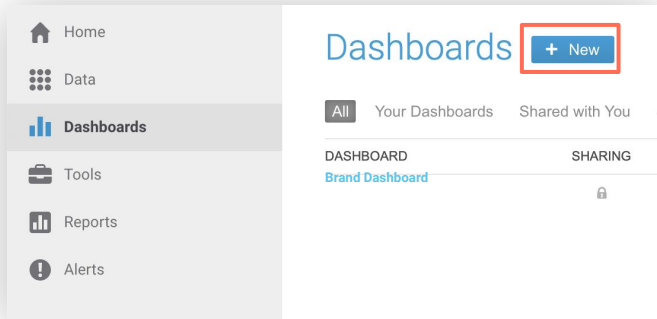 Home
Data
Dashboards
Tools
Reports
Alerts
Dashboards + New
All Your Dashboards Shared with You
DASHBOARD SHARING
Brand Dashboard